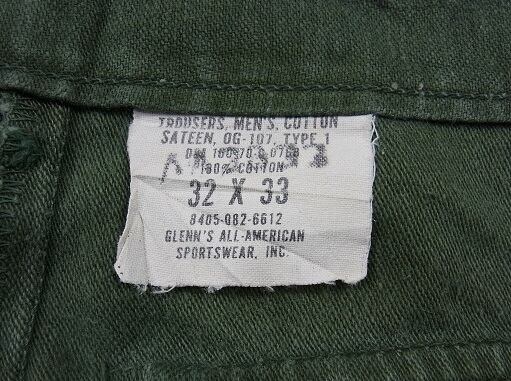 TROUSERS, MEN'S, COTTON
SATEEN, OG-107, TYPE 1
100% COTTON
32 X 33
8405-082-6612
GLENN'S ALL-AMERICAN
SPORTSWEAR, INC.